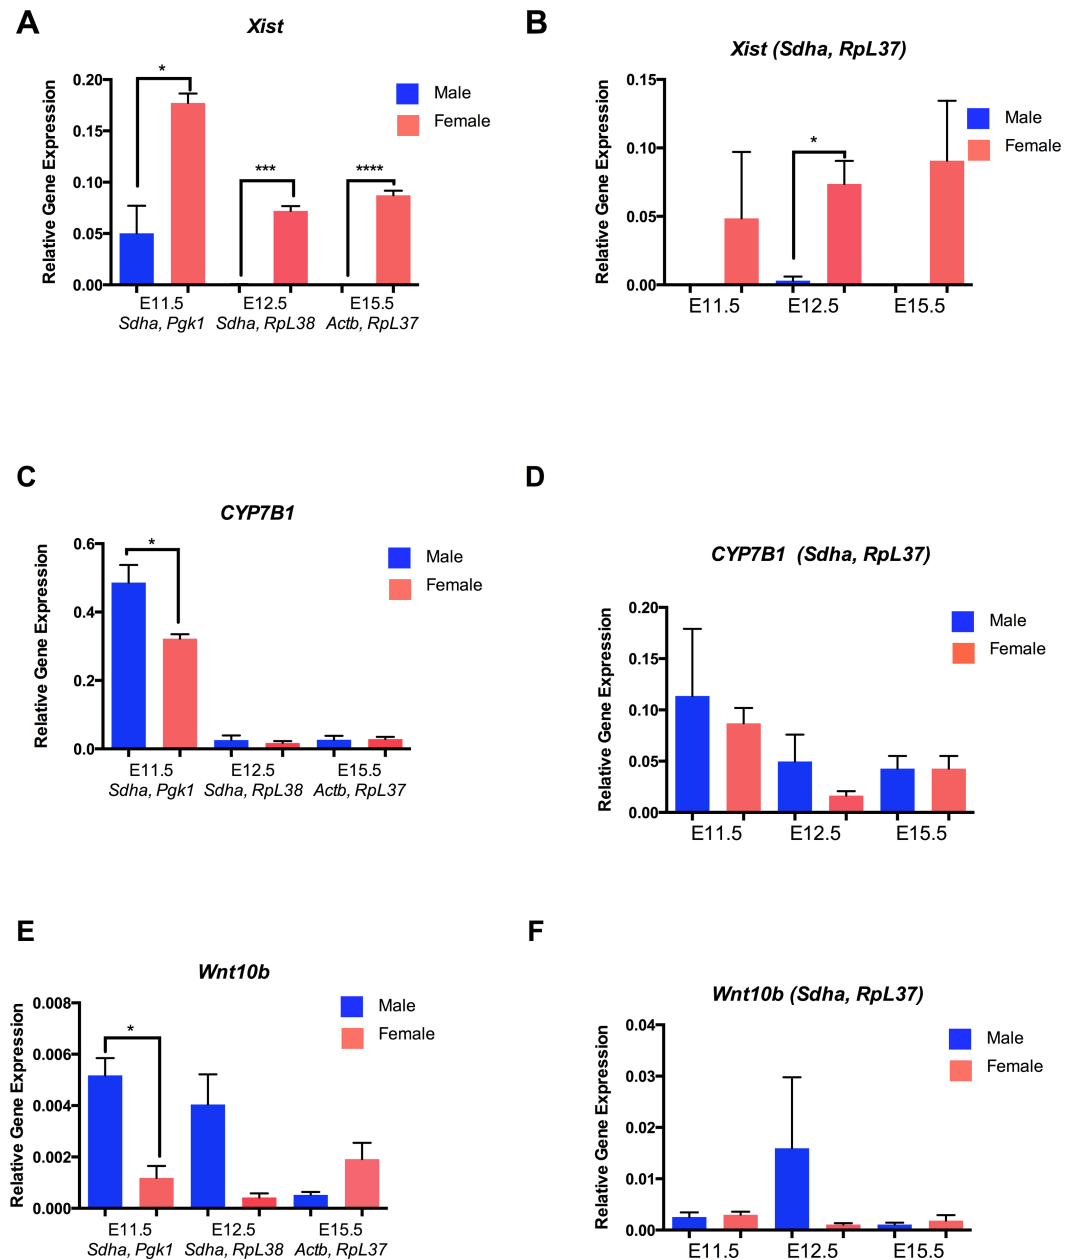 A
Xist
Relative Gene Expression
0.20
0.15
0.10
0.05
0.00
*
***
****
Male
Female
E11.5 E12.5 E15.5
Sdha, Pgk1 Sdha, RpL38 Actb, RpL37
B
Xist (Sdha, RpL37)
Relative Gene Expression
0.15
0.10
0.05
0.00
*
Male
Female
E11.5 E12.5 E15.5
C
CYP7B1
Relative Gene Expression
0.6
0.4
0.2
0.0
*
Male
Female
E11.5 E12.5 E15.5
Sdha, Pgk1 Sdha, RpL38 Actb, RpL37
D
CYP7B1 (Sdha, RpL37)
Relative Gene Expression
0.20
0.15
0.10
0.05
0.00
Male
Female
E11.5 E12.5 E15.5
E
Wnt10b
Relative Gene Expression
0.008
0.006
0.004
0.002
0.000
*
Male
Female
E11.5 E12.5 E15.5
Sdha, Pgk1 Sdha, RpL38 Actb, RpL37
F
Wnt10b (Sdha, RpL37)
Relative Gene Expression
0.04
0.03
0.02
0.01
0.00
Male
Female
E11.5 E12.5 E15.5